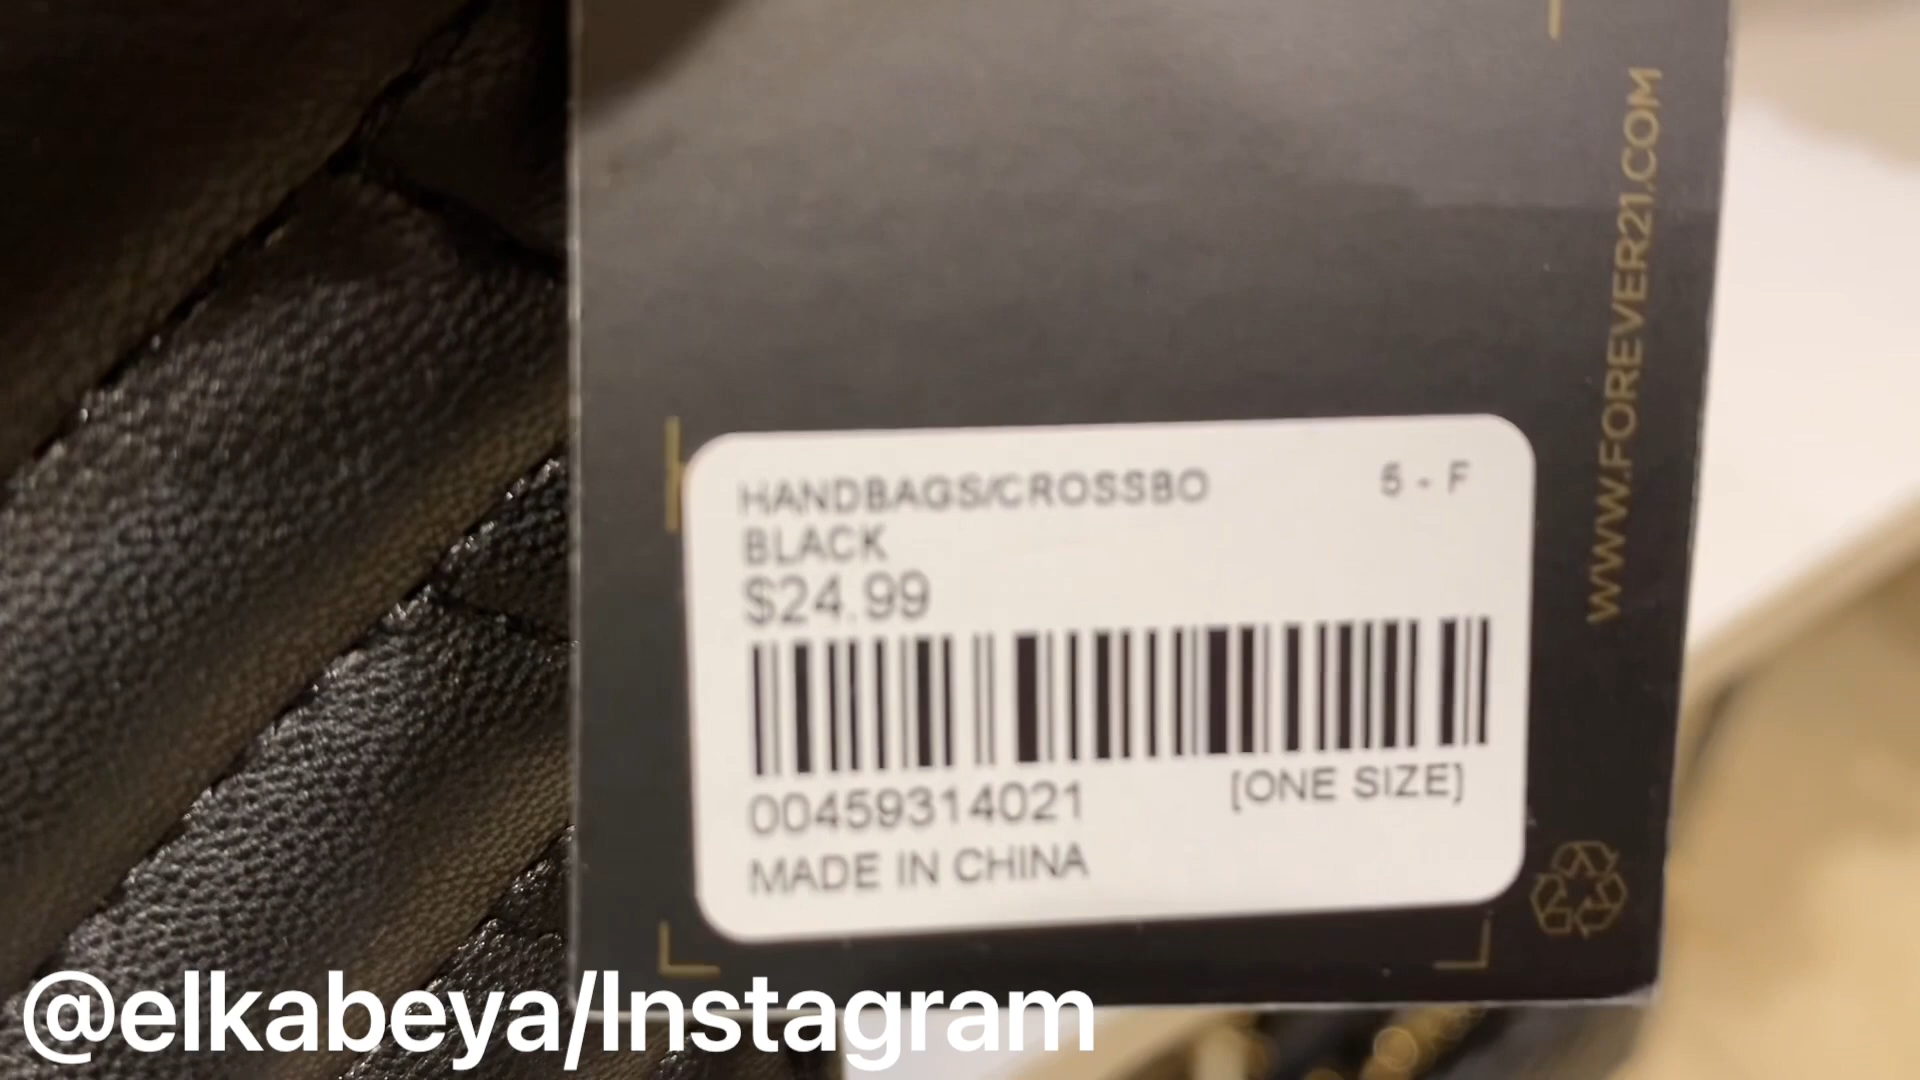 WWW.FOREVER21.COM
HANDBAGS/CROSSBO 5 - F
BLACK
$24.99
00459314021 [ONE SIZE]
MADE IN CHINA
@elkabeya/Instagram